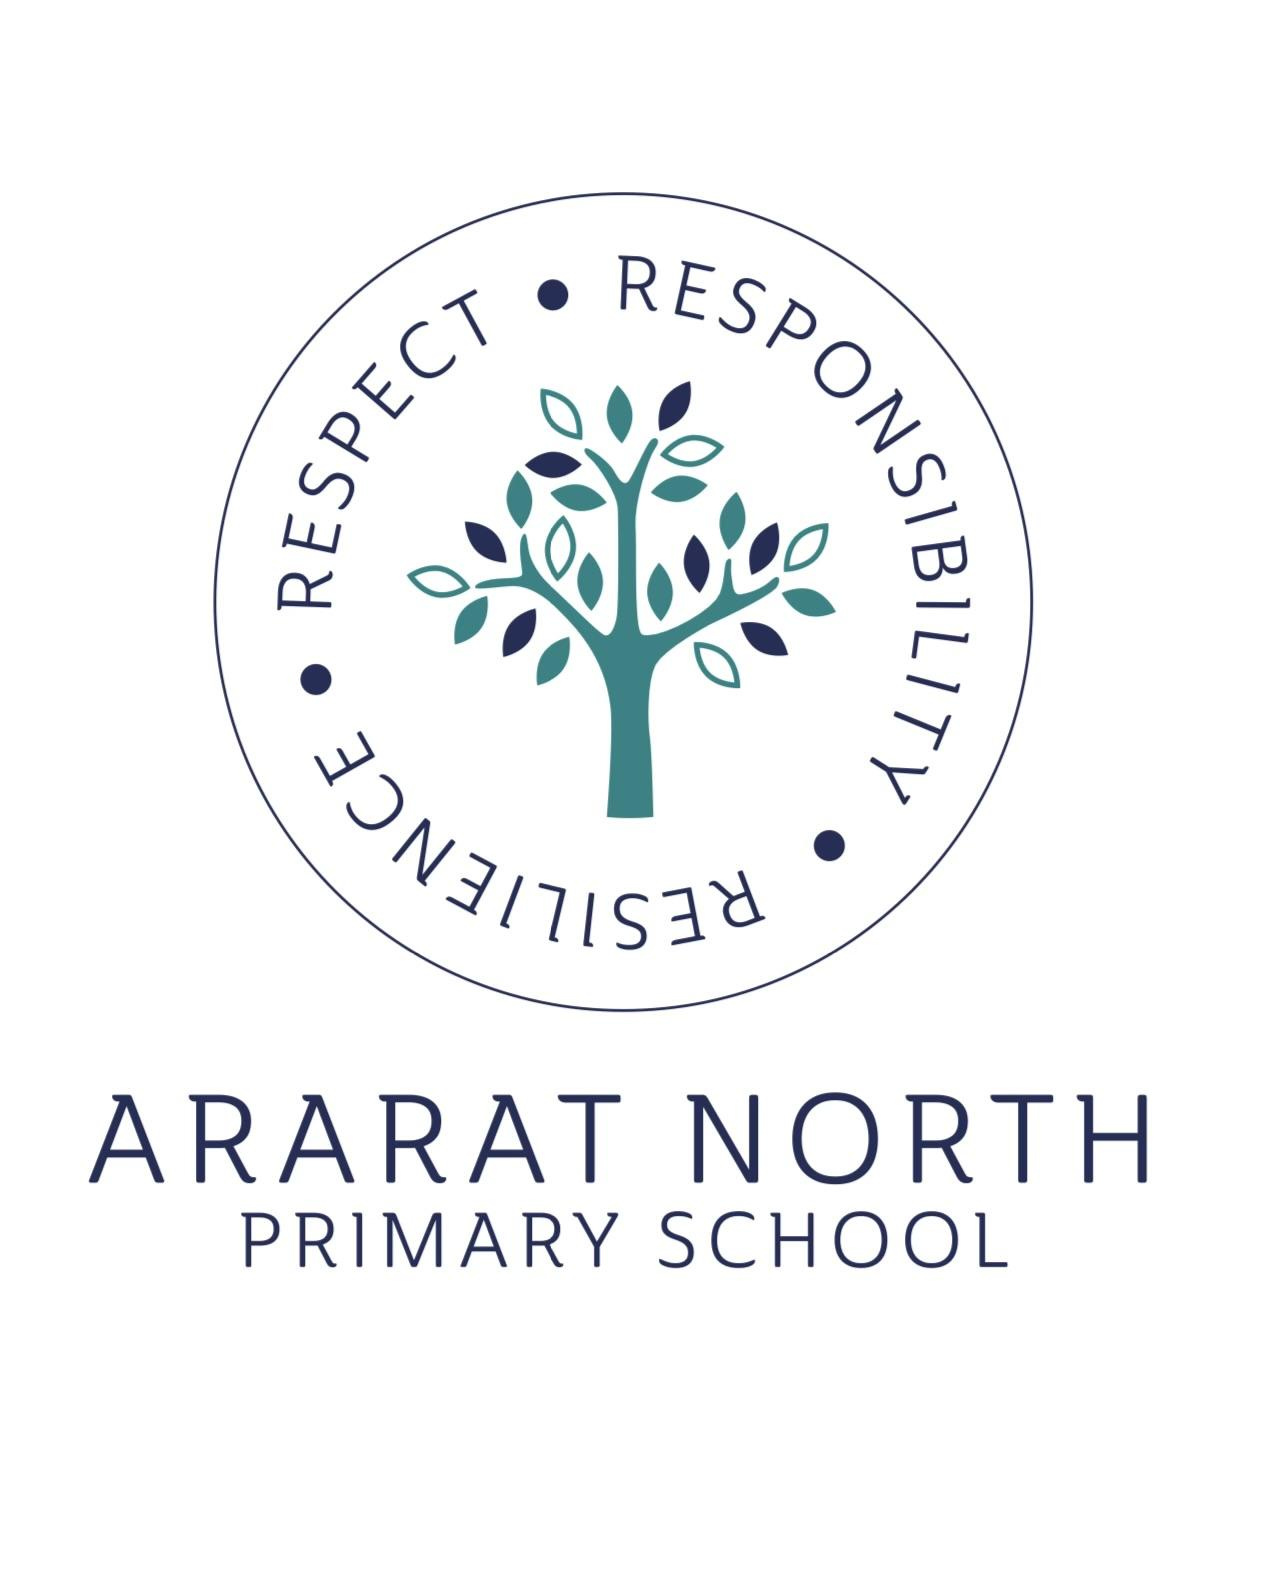 RESPECT • RESPONSIBILITY • RESILIENCE •
ARARAT NORTH
PRIMARY SCHOOL